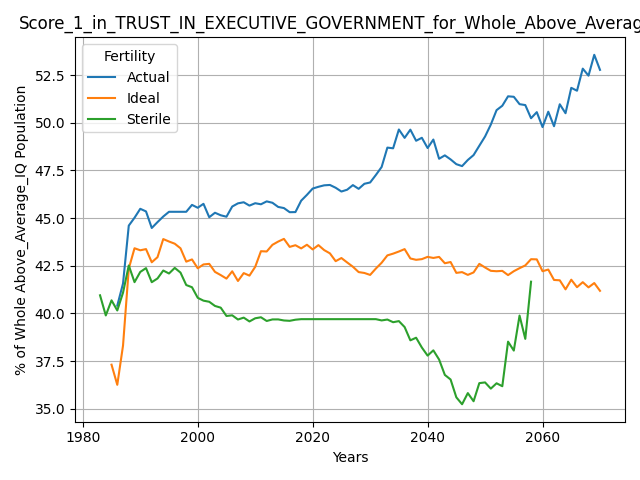 Score_1_in_TRUST_IN_EXECUTIVE_GOVERNMENT_for_Whole_Above_Averag
Fertility
Actual
Ideal
Sterile
52.5
50.0
47.5
45.0
42.5
40.0
37.5
35.0
% of Whole Above_Average_IQ Population
1980
2000
2020
2040
2060
Years